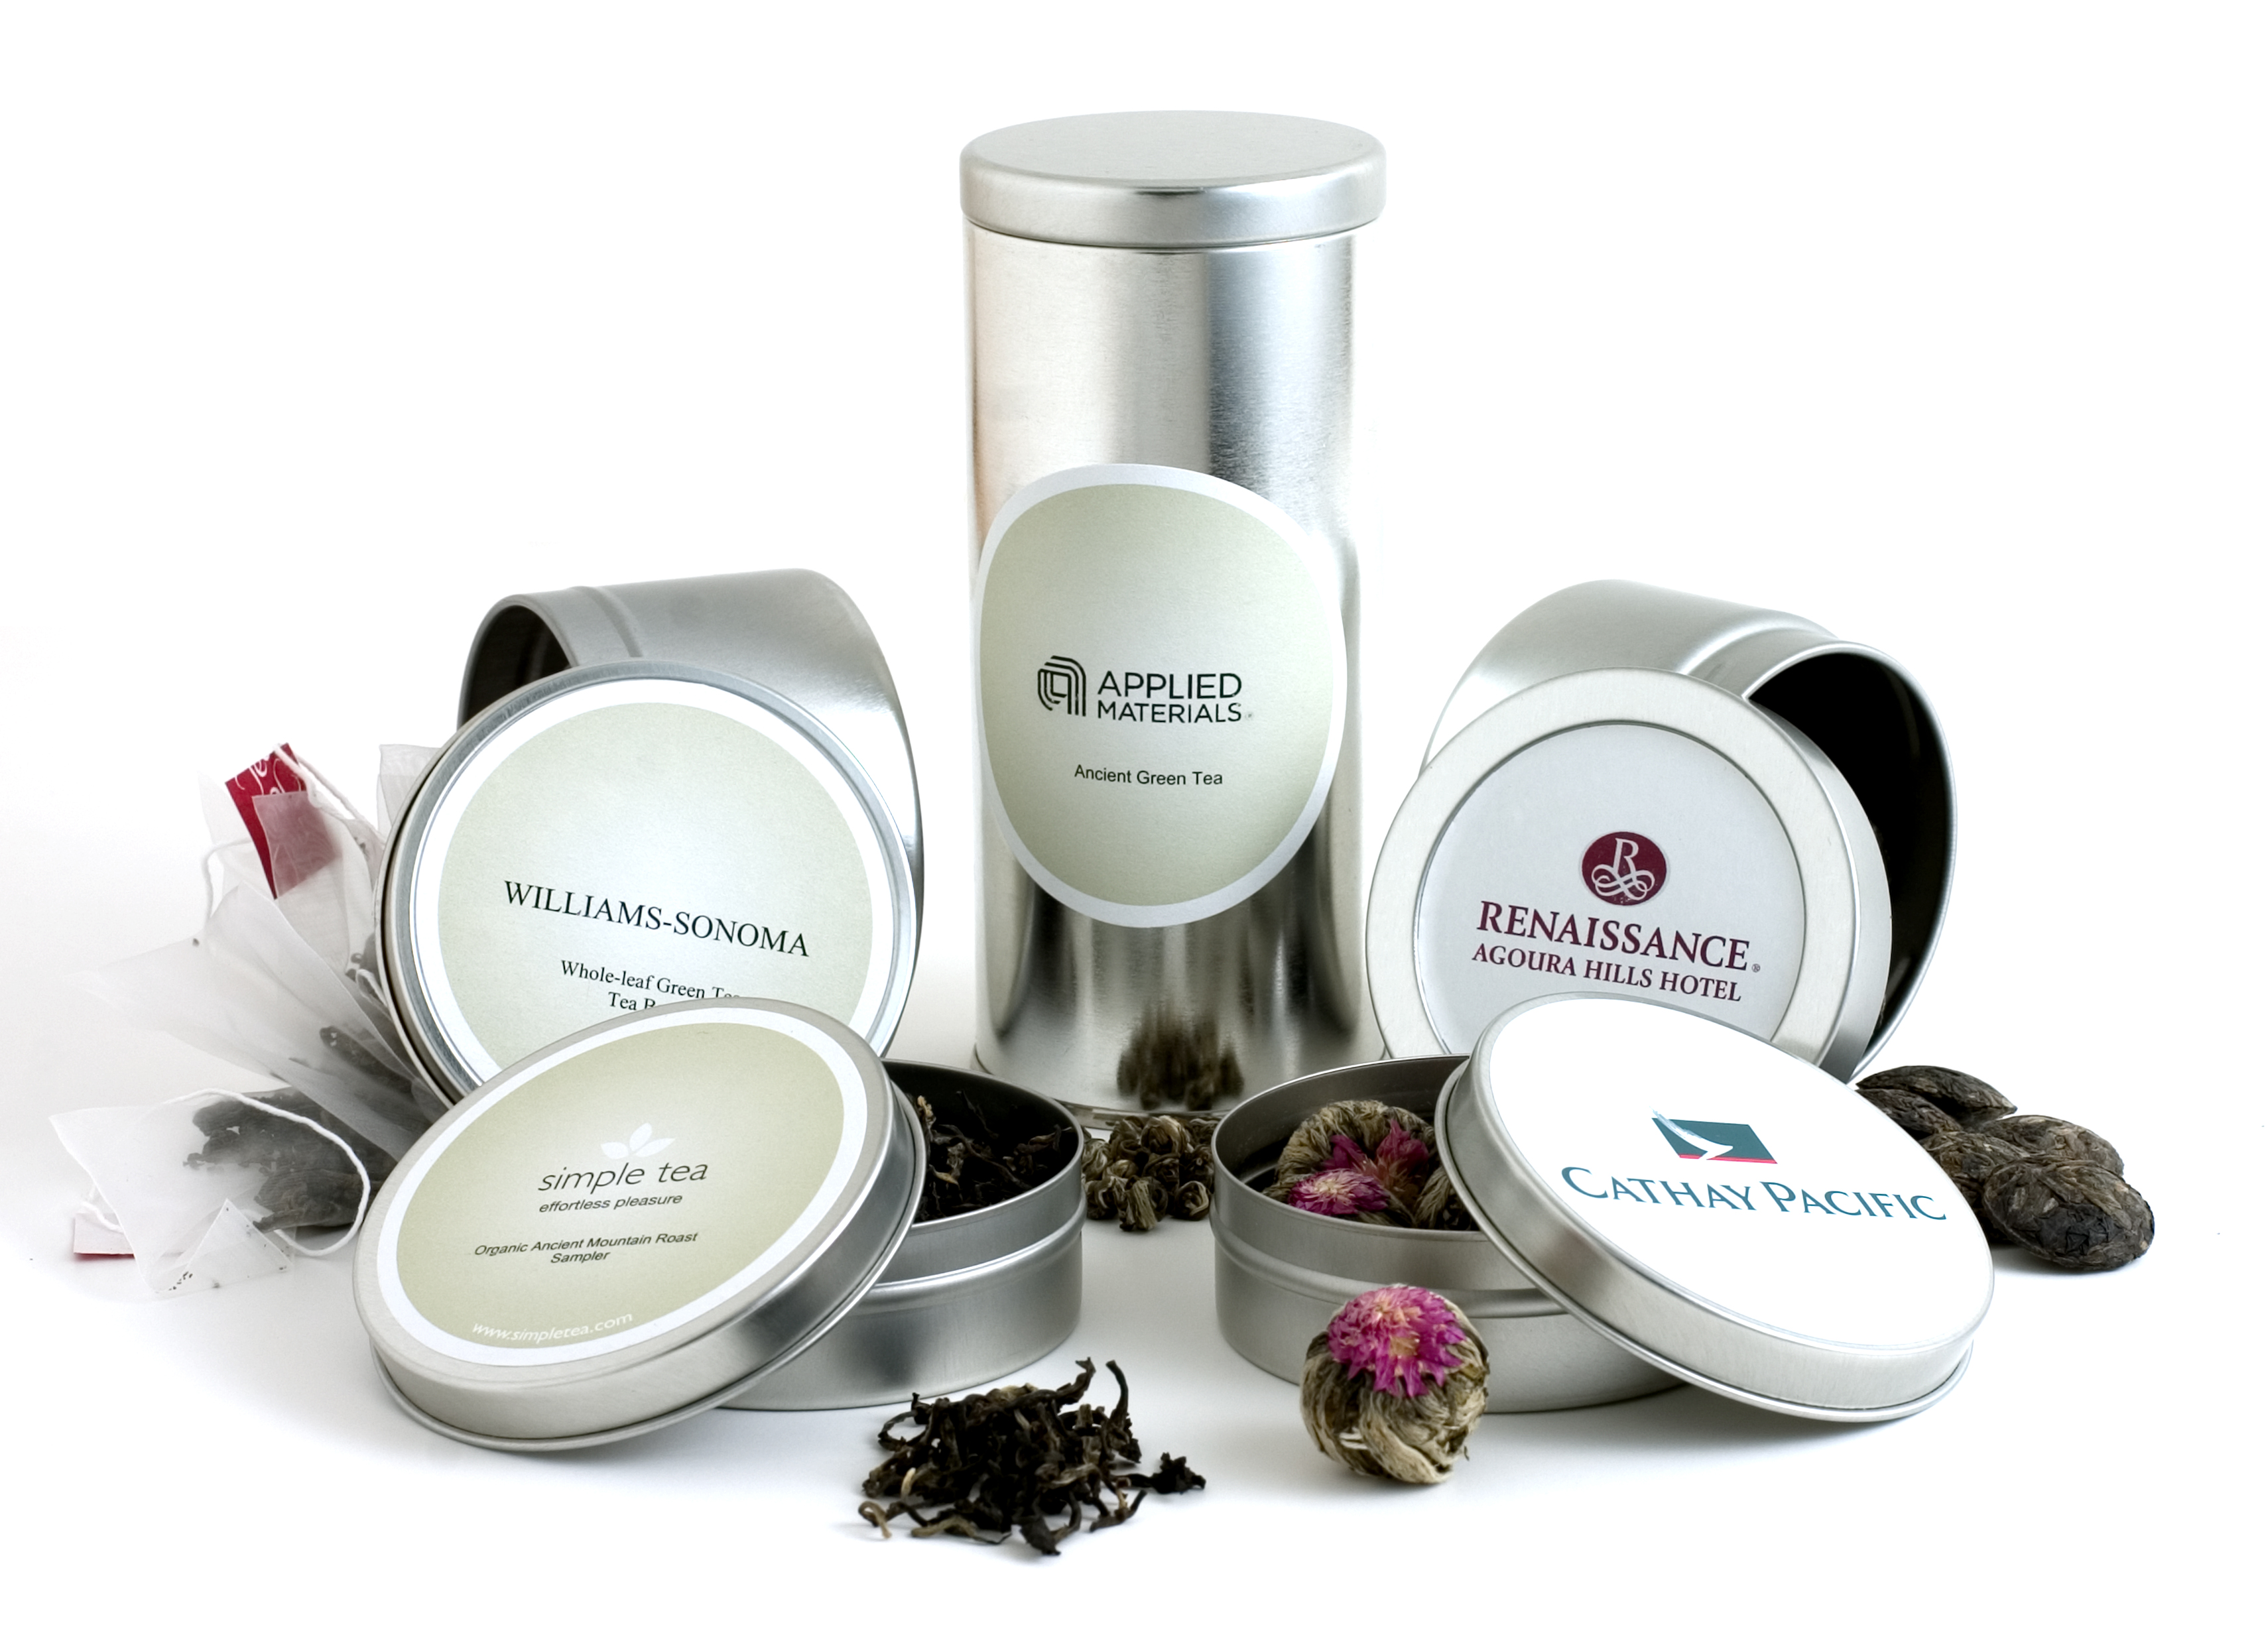 APPLIED
MATERIALS
Ancient Green Tea
WILLIAMS-SONOMA
Whole-leaf Green
Tea
RENAISSANCE®
AGOURA HILLS HOTEL
simple tea
effortless pleasure
Organic Ancient Mountain Roast
Sampler
www.simpletea.com
CATHAY PACIFIC